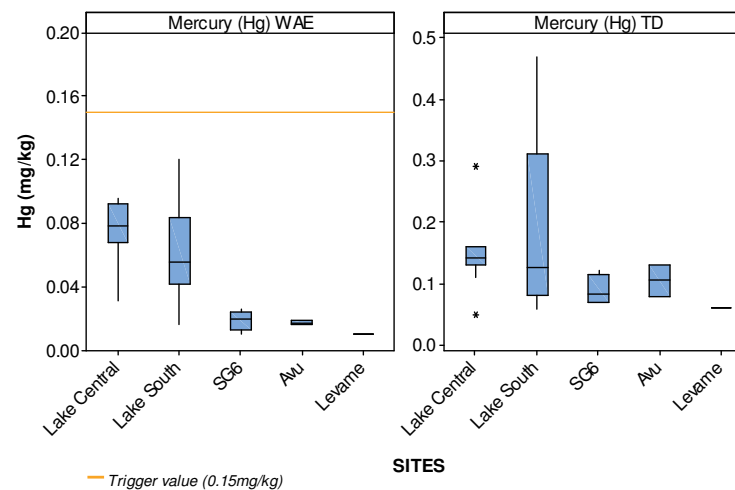 Mercury (Hg) WAE
Mercury (Hg) TD
Hg (mg/kg)
0.20
0.16
0.12
0.08
0.04
0.00
0.5
0.4
0.3
0.2
0.1
0.0
Lake Central
Lake South
SG6
Avu
Levame
Lake Central
Lake South
SG6
Avu
Levame
SITES
Trigger value (0.15mg/kg)